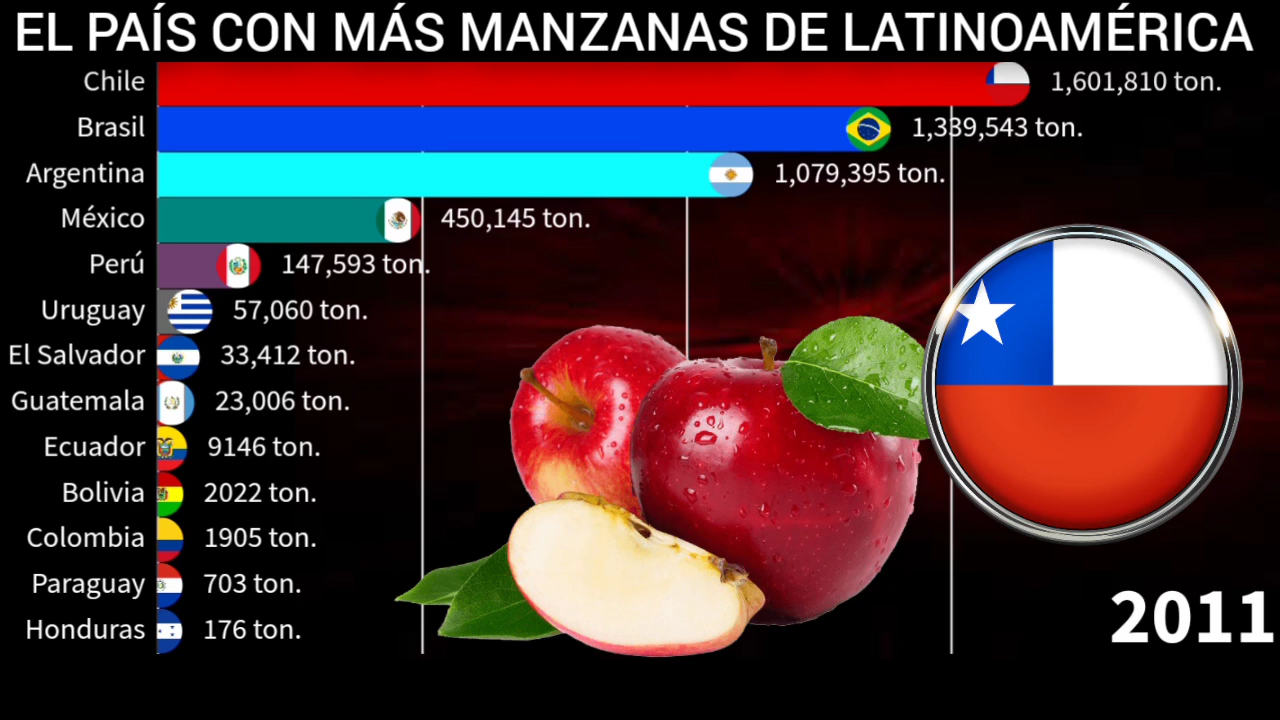 EL PAÍS CON MÁS MANZANAS DE LATINOAMÉRICA
Chile 1,601,810 ton.
Brasil 1,339,543 ton.
Argentina 1,079,395 ton.
México 450,145 ton.
Perú 147,593 ton.
Uruguay 57,060 ton.
El Salvador 33,412 ton.
Guatemala 23,006 ton.
Ecuador 9146 ton.
Bolivia 2022 ton.
Colombia 1905 ton.
Paraguay 703 ton.
Honduras 176 ton.
2011